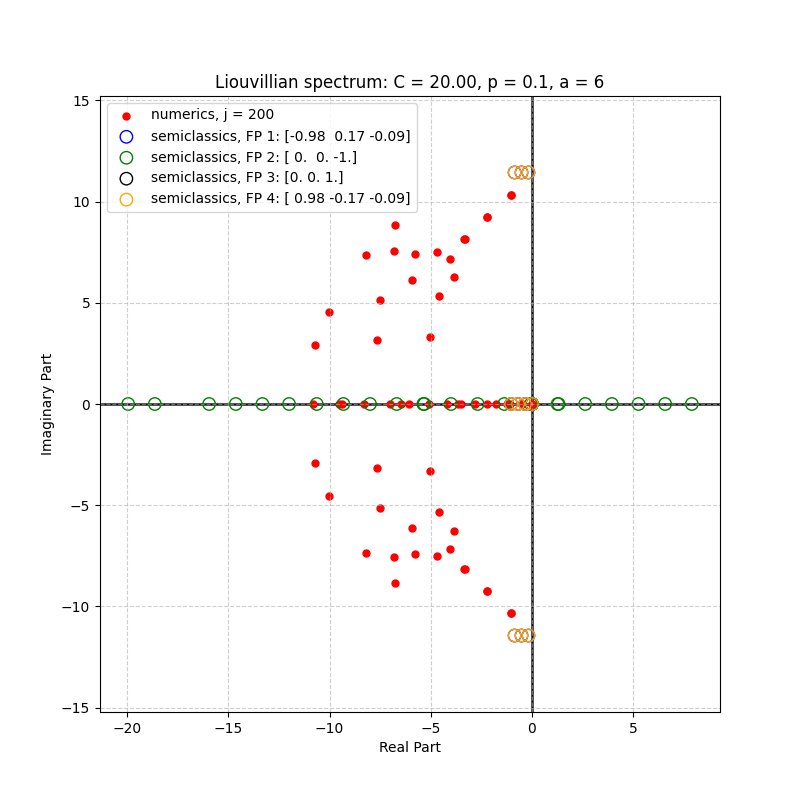 Liouvillian spectrum: C = 20.00, p = 0.1, a = 6
numerics, j = 200
semiclassics, FP 1: [-0.98  0.17 -0.09]
semiclassics, FP 2: [ 0.  0. -1.]
semiclassics, FP 3: [0. 0. 1.]
semiclassics, FP 4: [ 0.98 -0.17 -0.09]
15
10
5
0
−5
−10
−15
Imaginary Part
−20 −15 −10 −5 0 5
Real Part